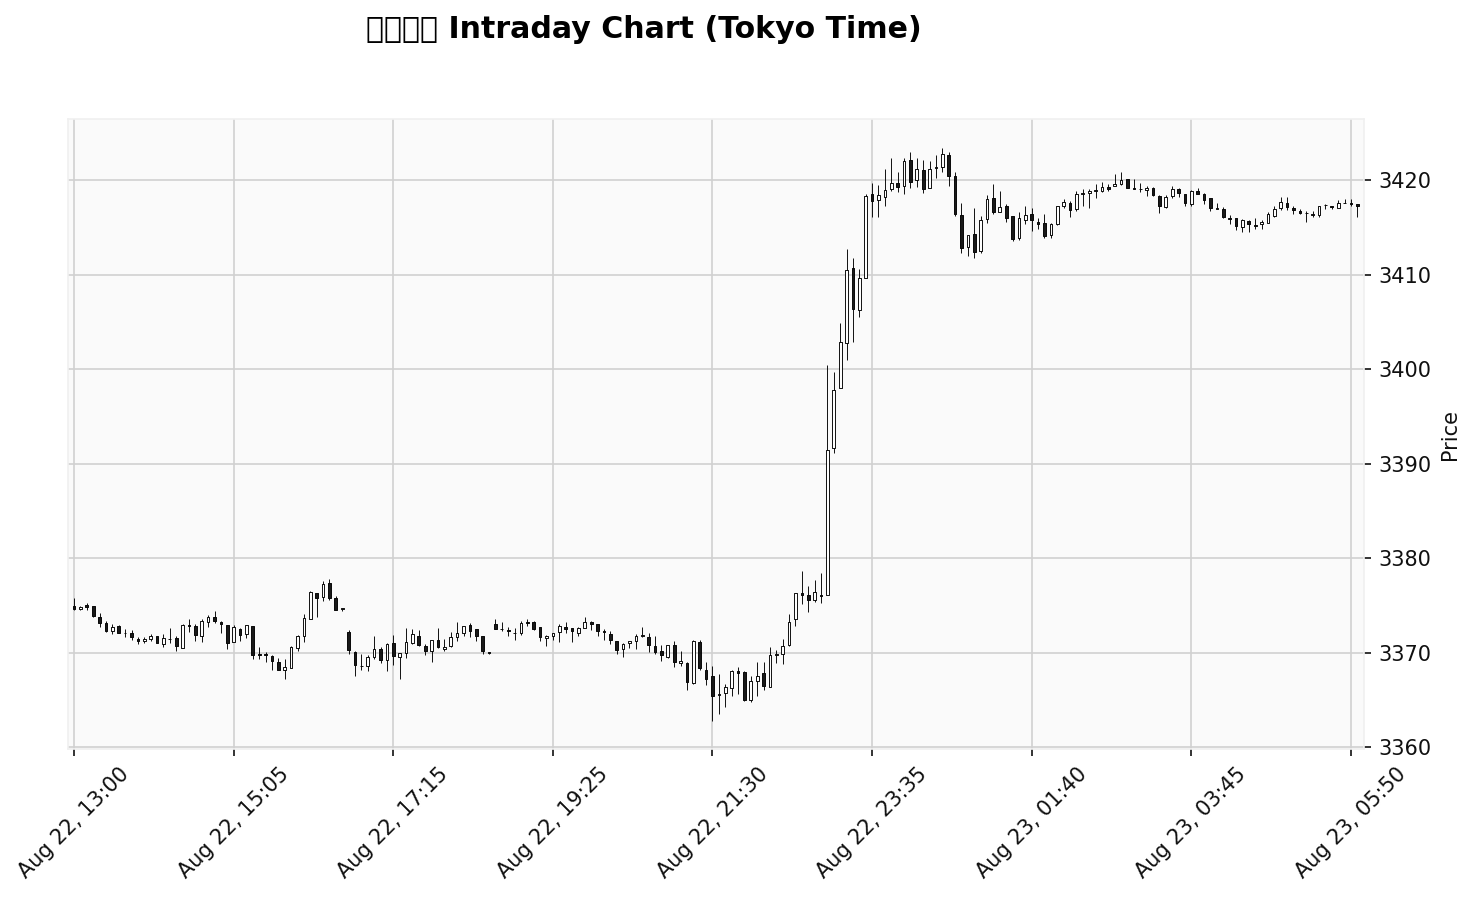 Intraday Chart (Tokyo Time)
3420
3410
3400
3390
3380
3370
3360
Price
Aug 22, 13:00
Aug 22, 15:05
Aug 22, 17:15
Aug 22, 19:25
Aug 22, 21:30
Aug 22, 23:35
Aug 23, 01:40
Aug 23, 03:45
Aug 23, 05:50